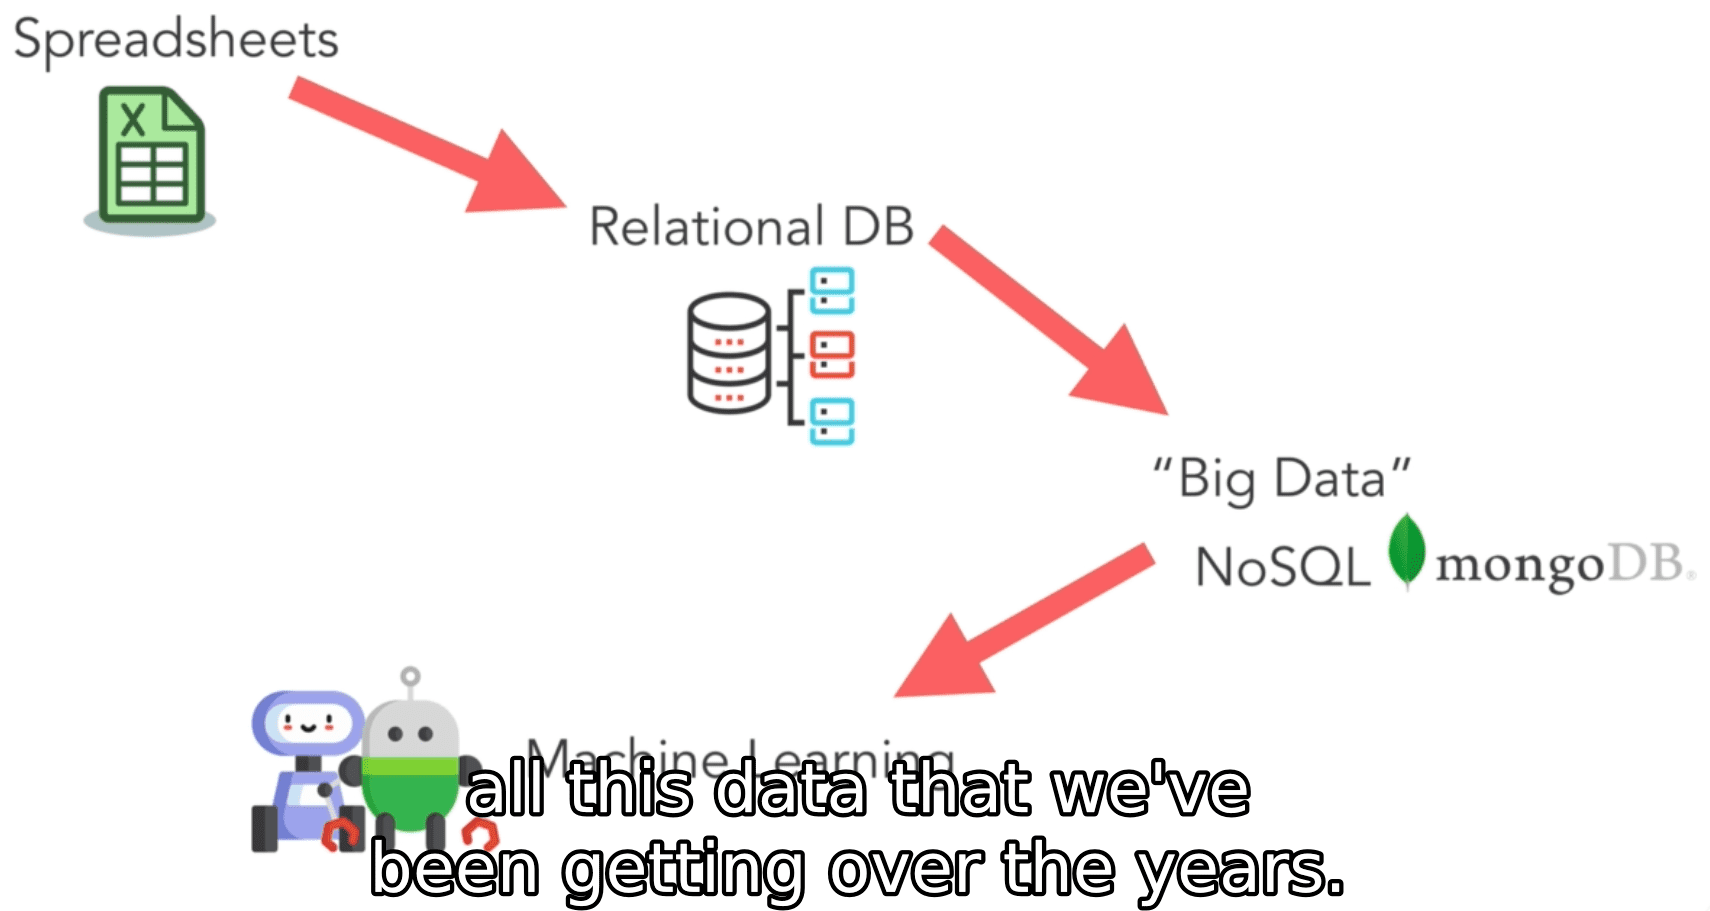 Spreadsheets
X
Relational DB
“Big Data”
NoSQL mongoDB®
Machine Learning
all this data that we've
been getting over the years.